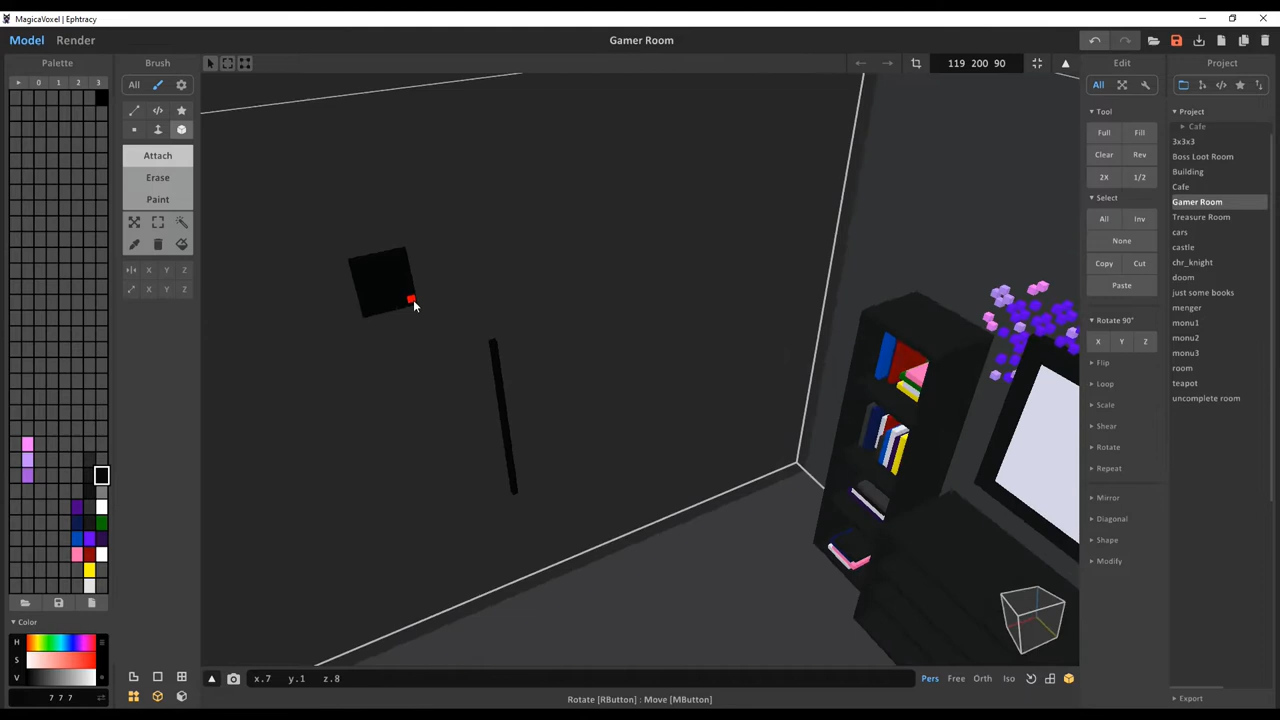 MagicaVoxel | Ephtracy
Model Render
Gamer Room
Palette
Brush
119 200 90
Edit
Project
0 1 2 3
All
All
Project
Tool
Cafe
Full Fill
3x3x3
Attach
Clear Rev
Boss Loot Room
Erase
2X 1/2
Building
Paint
Select
Cafe
All Inv
Gamer Room
None
Treasure Room
Copy Cut
cars
Paste
castle
X Y Z
chr_knight
X Y Z
doom
Rotate 90°
just some books
X Y Z
menger
Flip
monu1
Loop
monu2
Scale
monu3
Shear
room
Rotate
teapot
Repeat
uncomplete room
Mirror
Diagonal
Shape
Modify
Color
H
S
V
7 7 7
x.7 y.1 z.8
Pers Free Orth Iso
Rotate [RButton] : Move [MButton]
Export